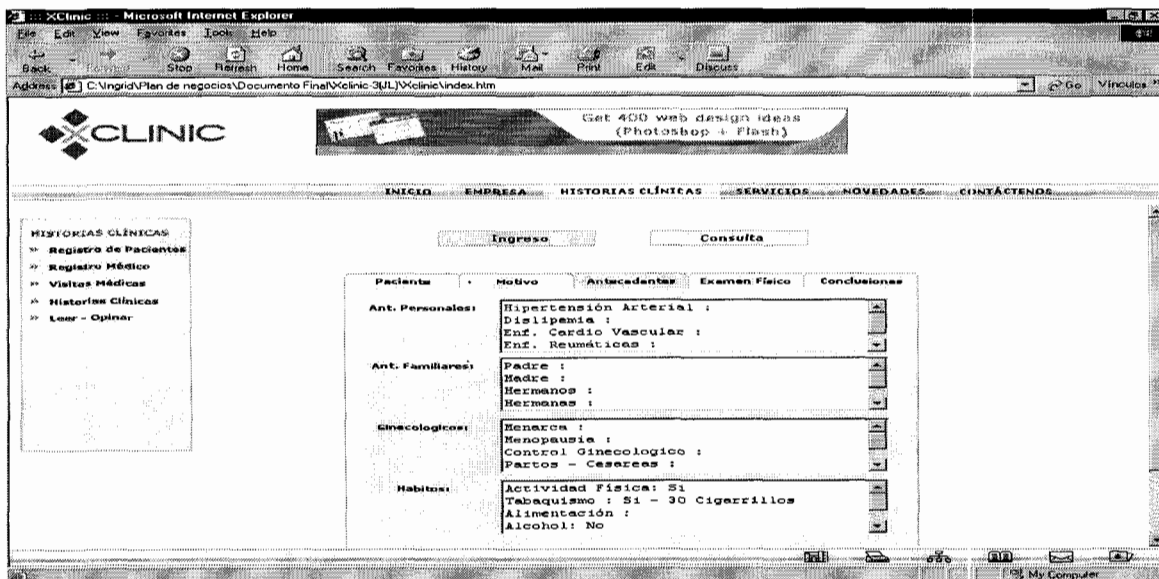 ::: XClinic ::: - Microsoft Internet Explorer
File Edit View Favorites Tools Help
Back Stop Refresh Home Search Favorites History Mail Print Edit Discuss
Address C:\Ingrid\Plan de negocios\Documento Final\Xclinic-3(JL)\Xclinic\index.htm Go Vínculos »
XCLINIC
Get 400 web design ideas
(Photoshop + Flash)
INICIO EMPRESA HISTORIAS CLÍNICAS SERVICIOS NOVEDADES CONTÁCTENOS
HISTORIAS CLÍNICAS
» Registro de Pacientes
» Registro Médico
» Visitas Médicas
» Historias Clínicas
» Leer - Opinar
Ingreso Consulta
Paciente Motivo Antecedentes Examen Físico Conclusiones
Ant. Personales:
Hipertensión Arterial :
Dislipemia :
Enf. Cardio Vascular :
Enf. Reumáticas :
Ant. Familiares:
Padre :
Madre :
Hermanos :
Hermanas :
Ginecologicos:
Menarca :
Menopausia :
Control Ginecologico :
Partos - Cesareas :
Habitos:
Actividad Física: Si
Tabaquismo : Si - 30 Cigarrillos
Alimentación :
Alcohol: No
My Computer